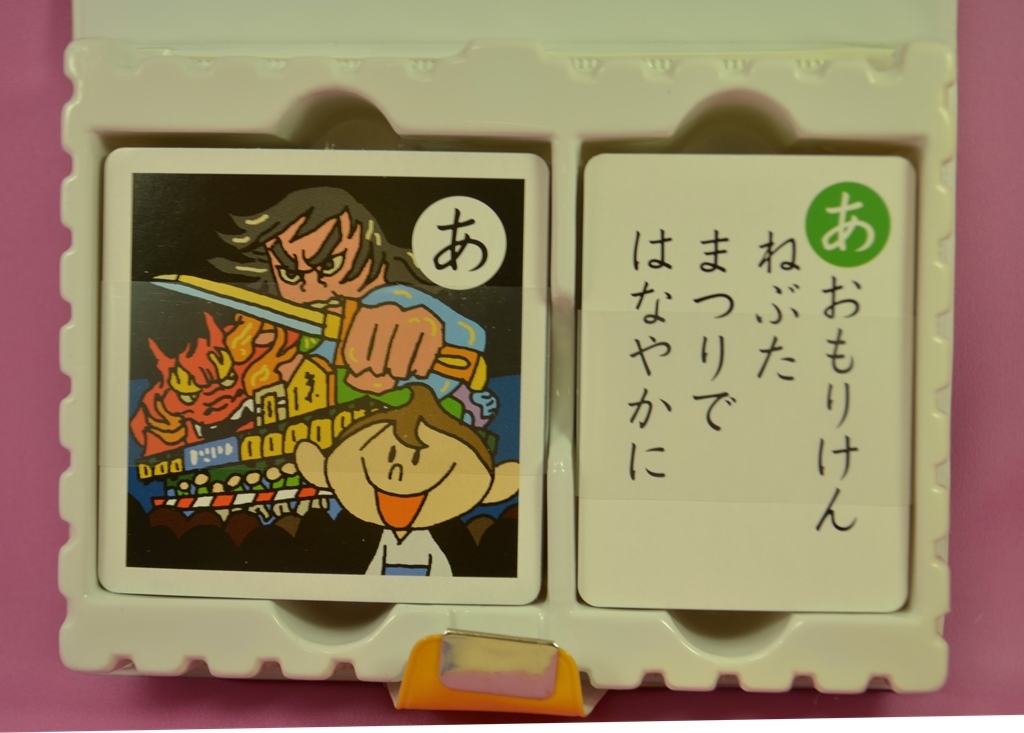 あ
あおもりけん
ねぶた
まつりで
はなやかに